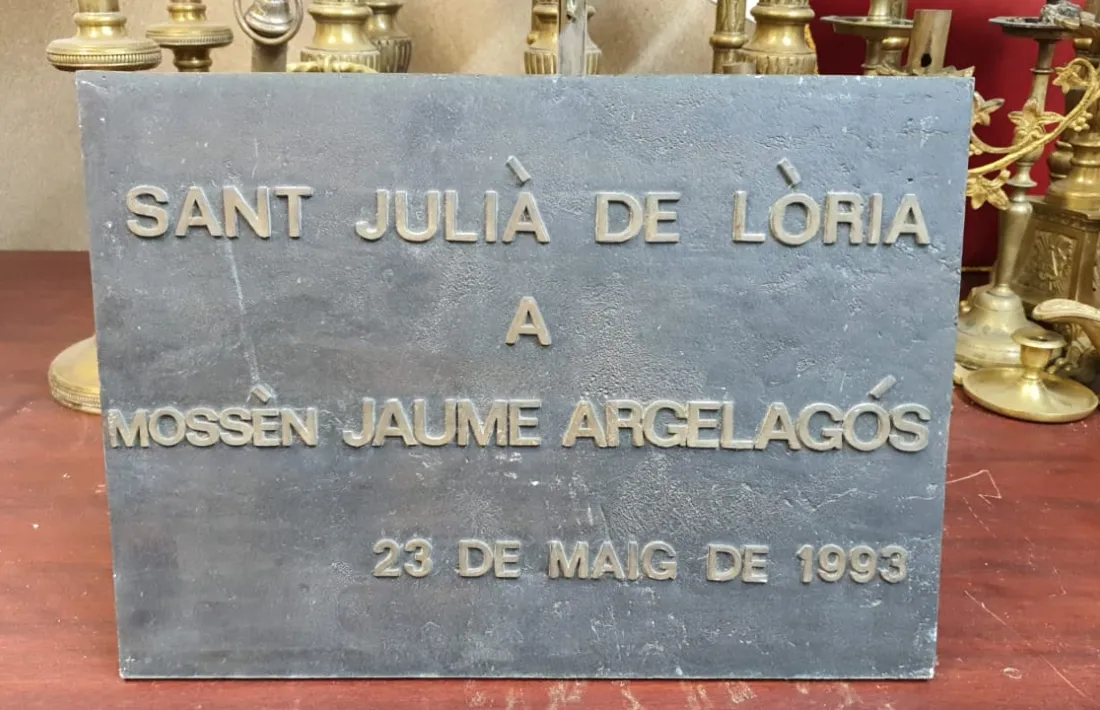 SANT JULIÀ DE LÒRIA
A
MOSSÈN JAUME ARGELAGÓS
23 DE MAIG DE 1993